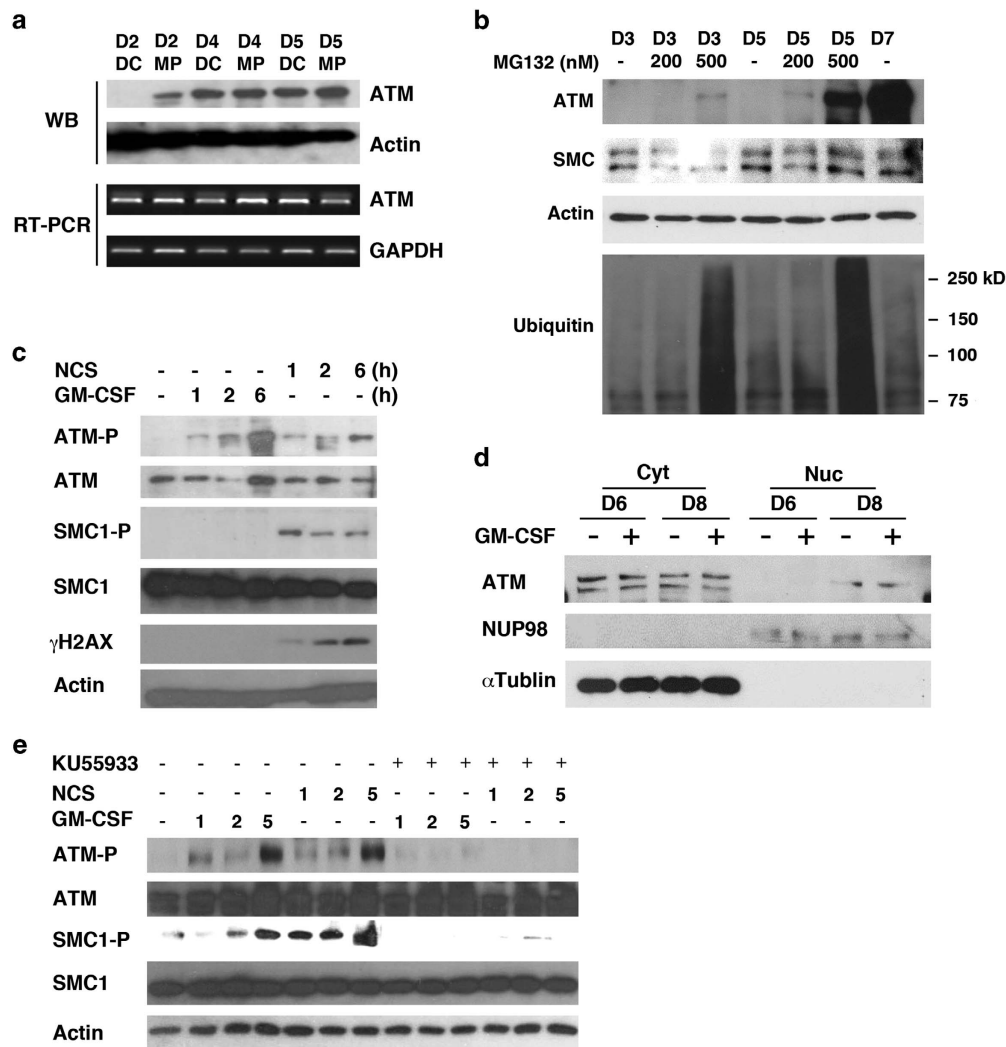 a
D2 D2 D4 D4 D5 D5
DC MP DC MP DC MP
WB
ATM
Actin
RT-PCR
ATM
GAPDH
b
D3 D3 D3 D5 D5 D5 D7
MG132 (nM) - 200 500 - 200 500 -
ATM
SMC
Actin
Ubiquitin
- 250 kD
- 150
- 100
- 75
c
NCS - - - - 1 2 6 (h)
GM-CSF - 1 2 6 - - - (h)
ATM-P
ATM
SMC1-P
SMC1
γH2AX
Actin
d
Cyt Nuc
D6 D8 D6 D8
GM-CSF - + - + - + - +
ATM
NUP98
αTublin
e
KU55933 - - - - - - - + + + + + +
NCS - - - - 1 2 5 - - - 1 2 5
GM-CSF - 1 2 5 - - - 1 2 5 - - -
ATM-P
ATM
SMC1-P
SMC1
Actin